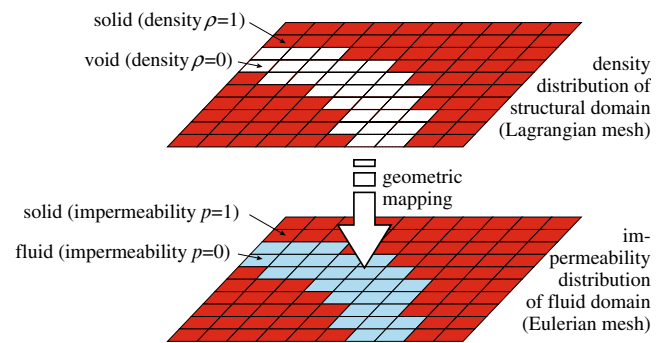 solid (density ρ=1)
void (density ρ=0)
density
distribution of
structural domain
(Lagrangian mesh)
geometric
mapping
solid (impermeability p=1)
fluid (impermeability p=0)
im-
permeability
distribution
of fluid domain
(Eulerian mesh)